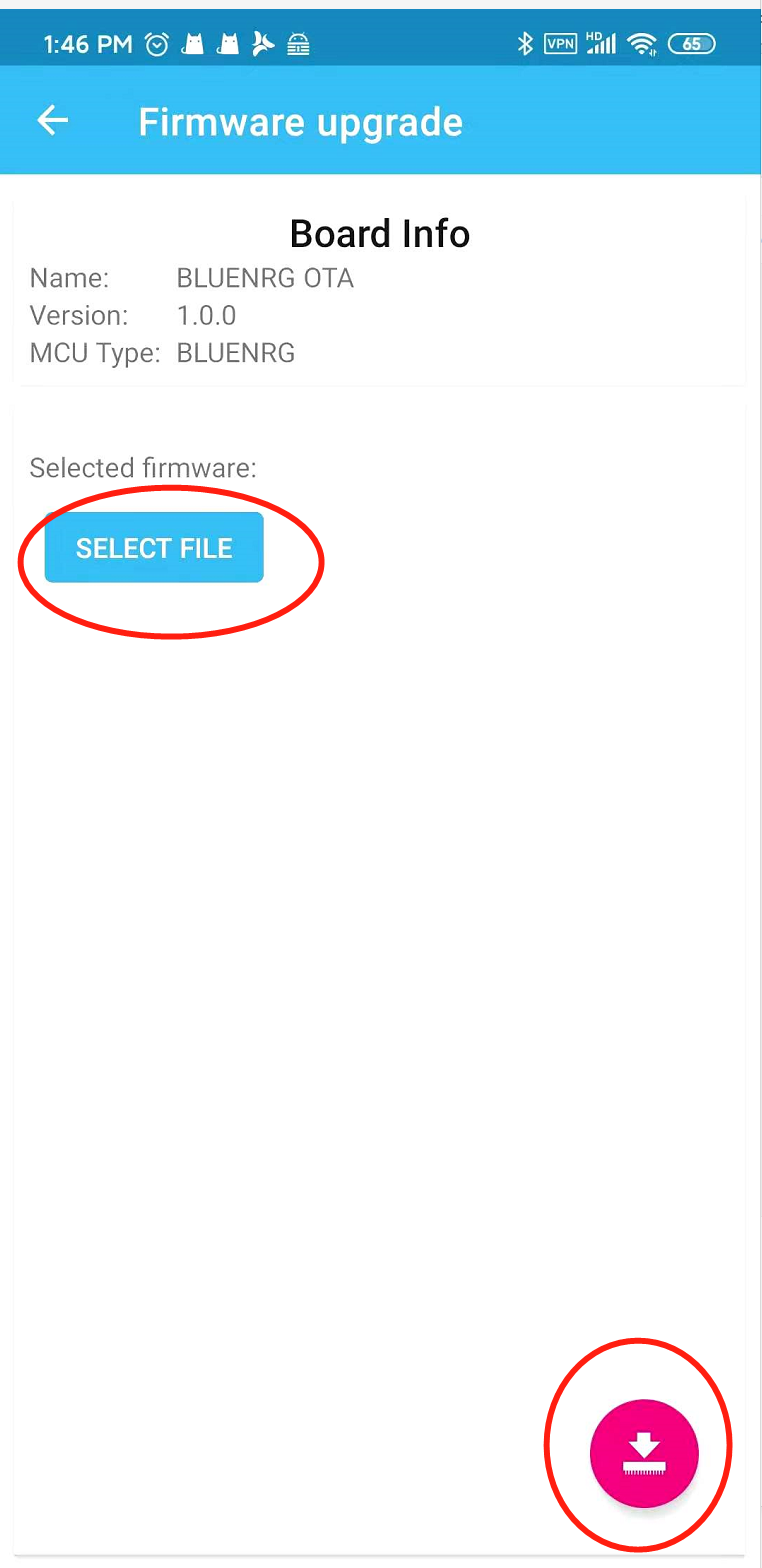 1:46 PM VPN HD 65
Firmware upgrade
Board Info
Name: BLUENRG OTA
Version: 1.0.0
MCU Type: BLUENRG
Selected firmware:
SELECT FILE